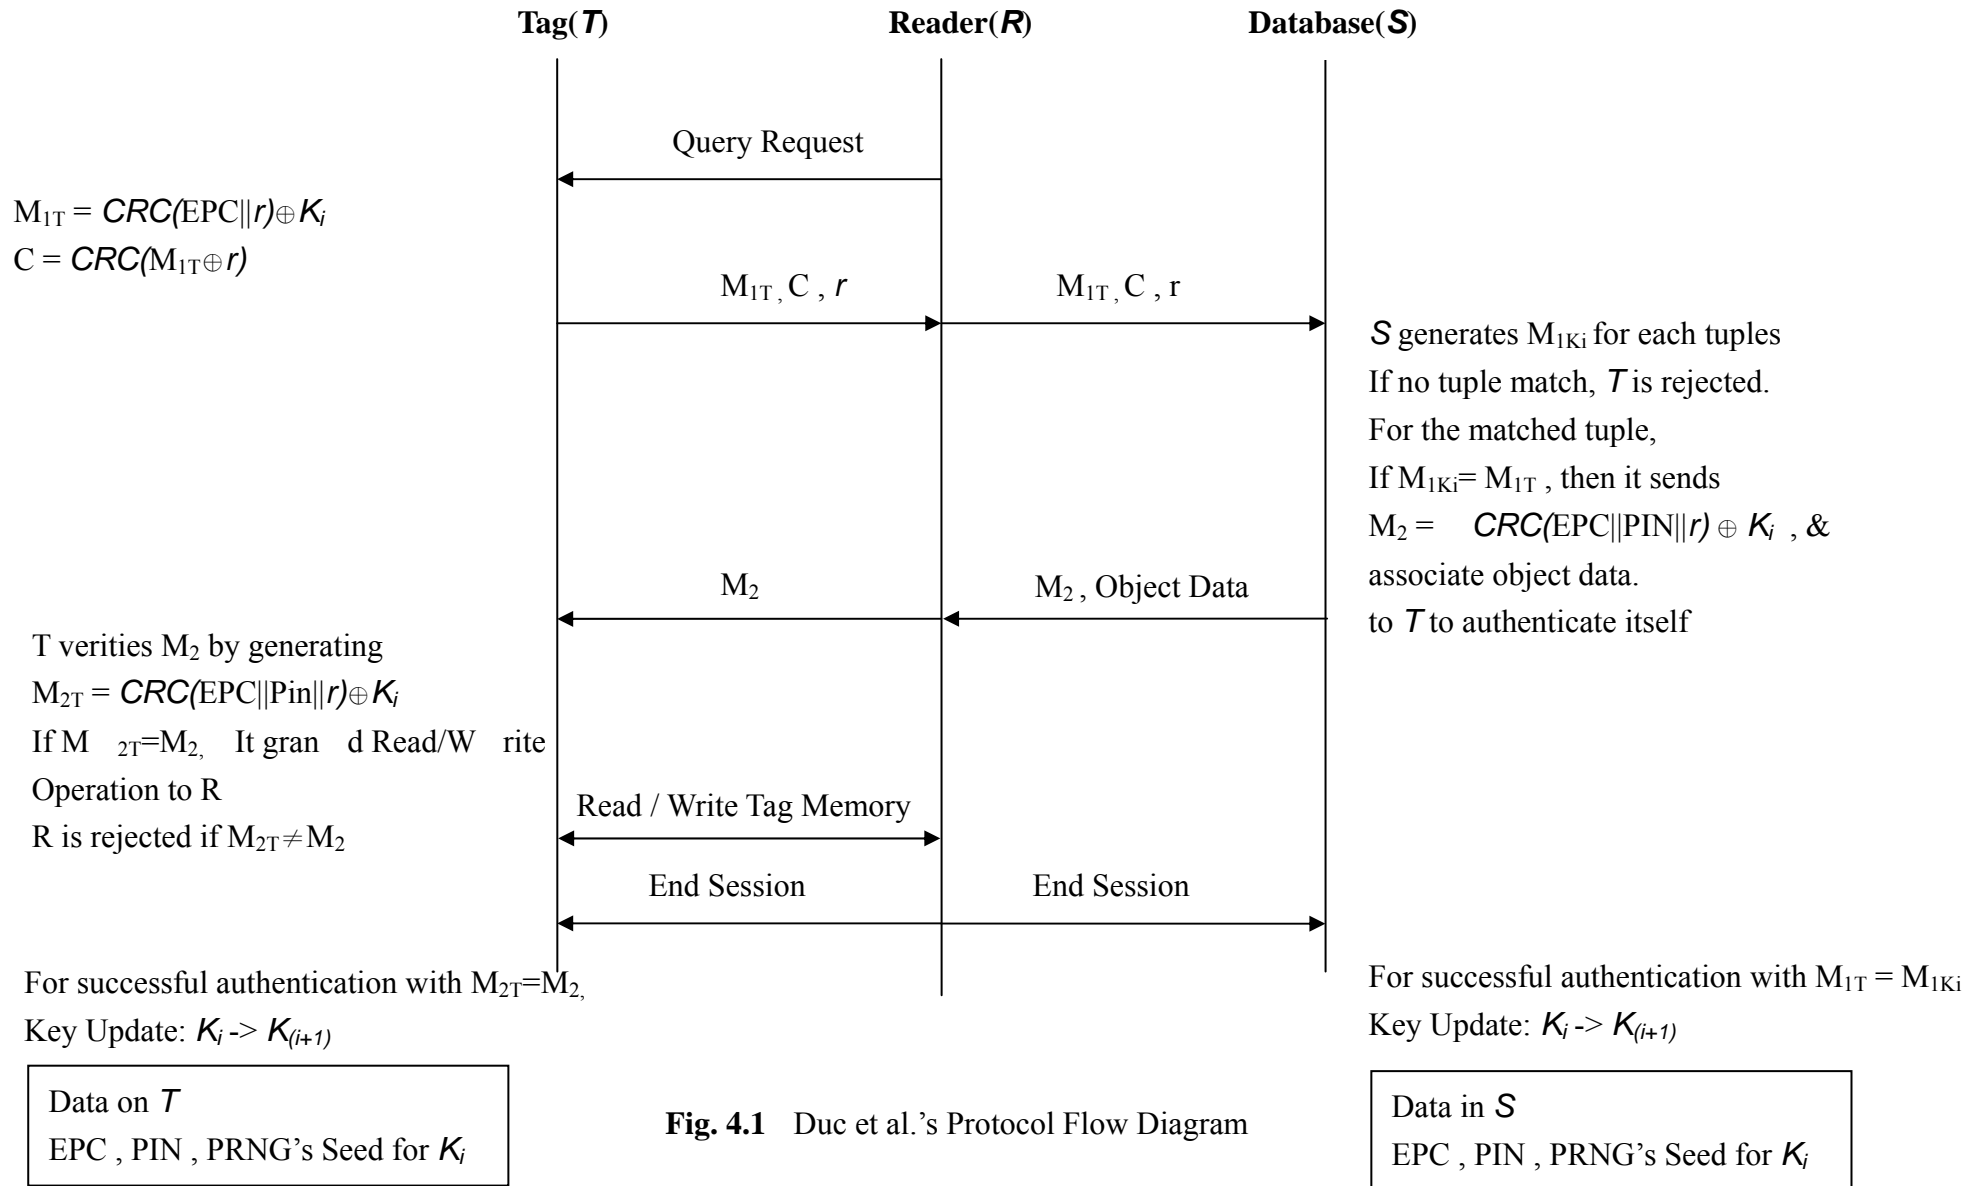 Tag(T) Reader(R) Database(S)
Query Request
M1T = CRC(EPC||r)⊕Ki
C = CRC(M1T⊕r)
M1T , C , r
M1T , C , r
S generates M1Ki for each tuples
If no tuple match, T is rejected.
For the matched tuple,
If M1Ki= M1T , then it sends
M2 = CRC(EPC||PIN||r) ⊕ Ki , &
associate object data.
to T to authenticate itself
M2
M2 , Object Data
T verities M2 by generating
M2T = CRC(EPC||Pin||r)⊕Ki
If M 2T=M2, It gran d Read/W rite
Operation to R
R is rejected if M2T≠M2
Read / Write Tag Memory
End Session
End Session
For successful authentication with M2T=M2,
Key Update: Ki -> K(i+1)
For successful authentication with M1T = M1Ki
Key Update: Ki -> K(i+1)
Data on T
EPC , PIN , PRNG’s Seed for Ki
Fig. 4.1 Duc et al.’s Protocol Flow Diagram
Data in S
EPC , PIN , PRNG’s Seed for Ki